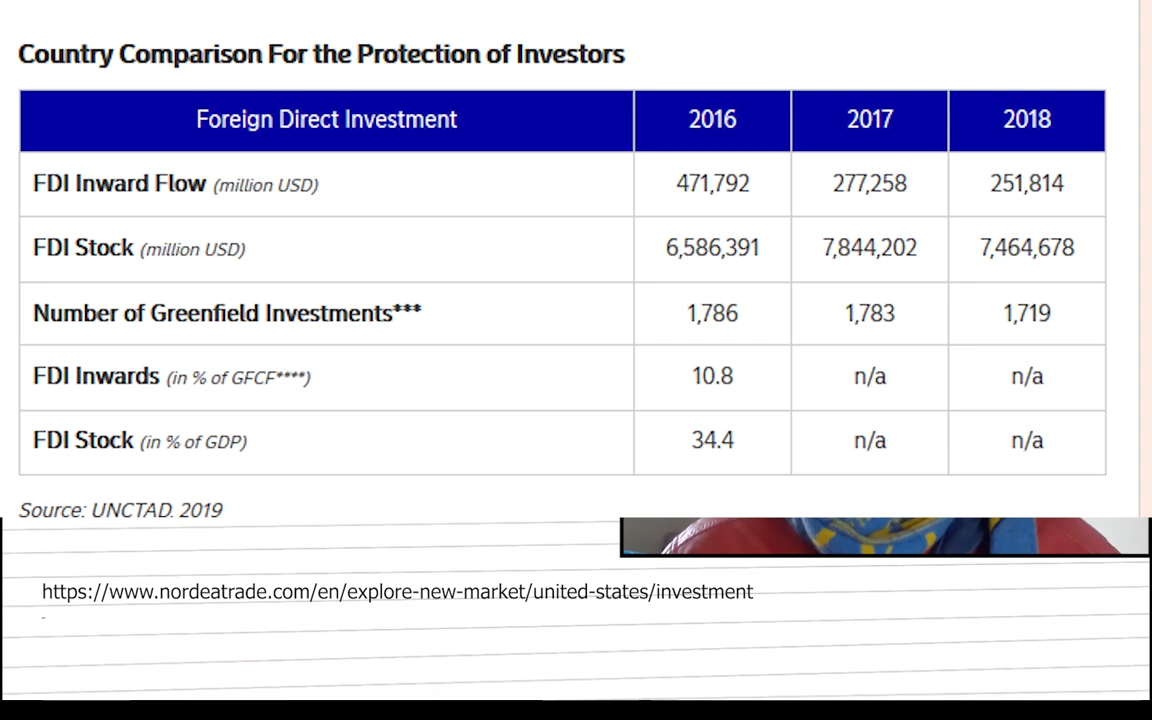 Country Comparison For the Protection of Investors
Foreign Direct Investment 2016 2017 2018
FDI Inward Flow (million USD) 471,792 277,258 251,814
FDI Stock (million USD) 6,586,391 7,844,202 7,464,678
Number of Greenfield Investments*** 1,786 1,783 1,719
FDI Inwards (in % of GFCF****) 10.8 n/a n/a
FDI Stock (in % of GDP) 34.4 n/a n/a
Source: UNCTAD. 2019
https://www.nordeatrade.com/en/explore-new-market/united-states/investment